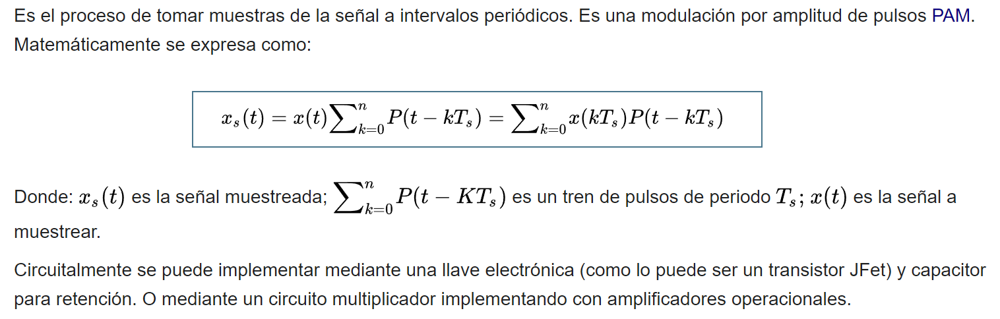 Es el proceso de tomar muestras de la señal a intervalos periódicos. Es una modulación por amplitud de pulsos PAM.
Matemáticamente se expresa como:
$x_s(t) = x(t)\sum_{k=0}^{n} P(t - kT_s) = \sum_{k=0}^{n} x(kT_s)P(t - kT_s)$
Donde: $x_s(t)$ es la señal muestreada; $\sum_{k=0}^{n} P(t - KT_s)$ es un tren de pulsos de periodo $T_s$; $x(t)$ es la señal a
muestrear.
Circuitalmente se puede implementar mediante una llave electrónica (como lo puede ser un transistor JFet) y capacitor
para retención. O mediante un circuito multiplicador implementando con amplificadores operacionales.